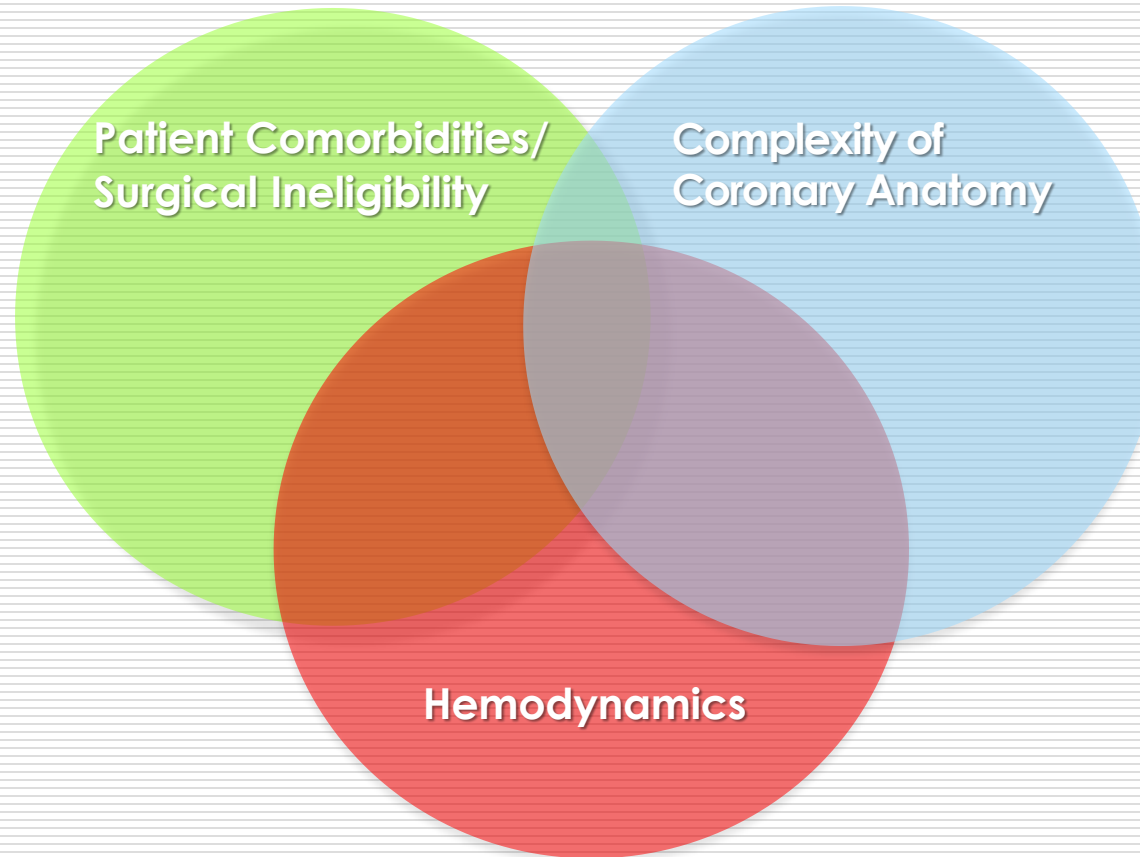 Patient Comorbidities/
Surgical Ineligibility
Complexity of
Coronary Anatomy
Hemodynamics